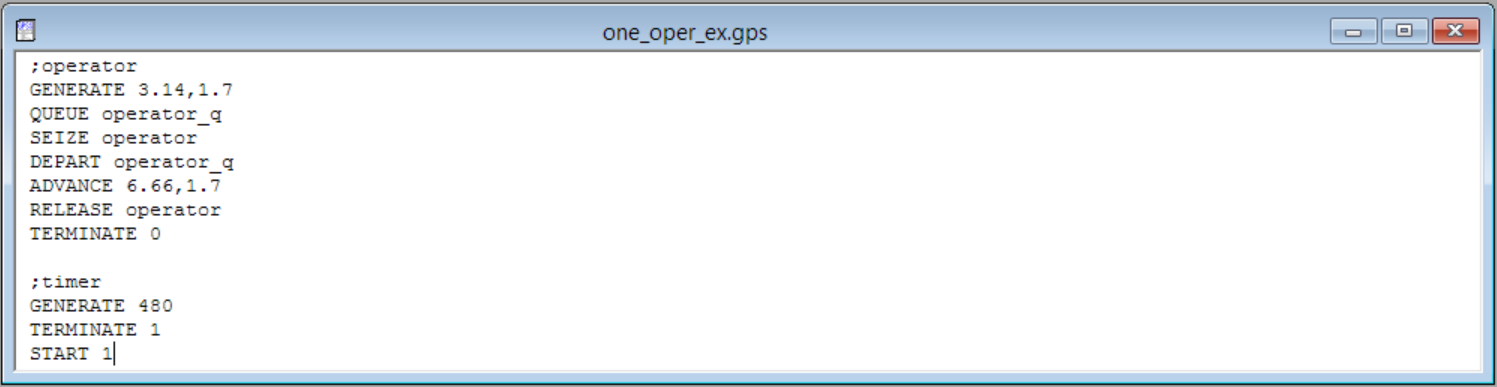 one_oper_ex.gps
;operator
GENERATE 3.14,1.7
QUEUE operator_q
SEIZE operator
DEPART operator_q
ADVANCE 6.66,1.7
RELEASE operator
TERMINATE 0
;timer
GENERATE 480
TERMINATE 1
START 1